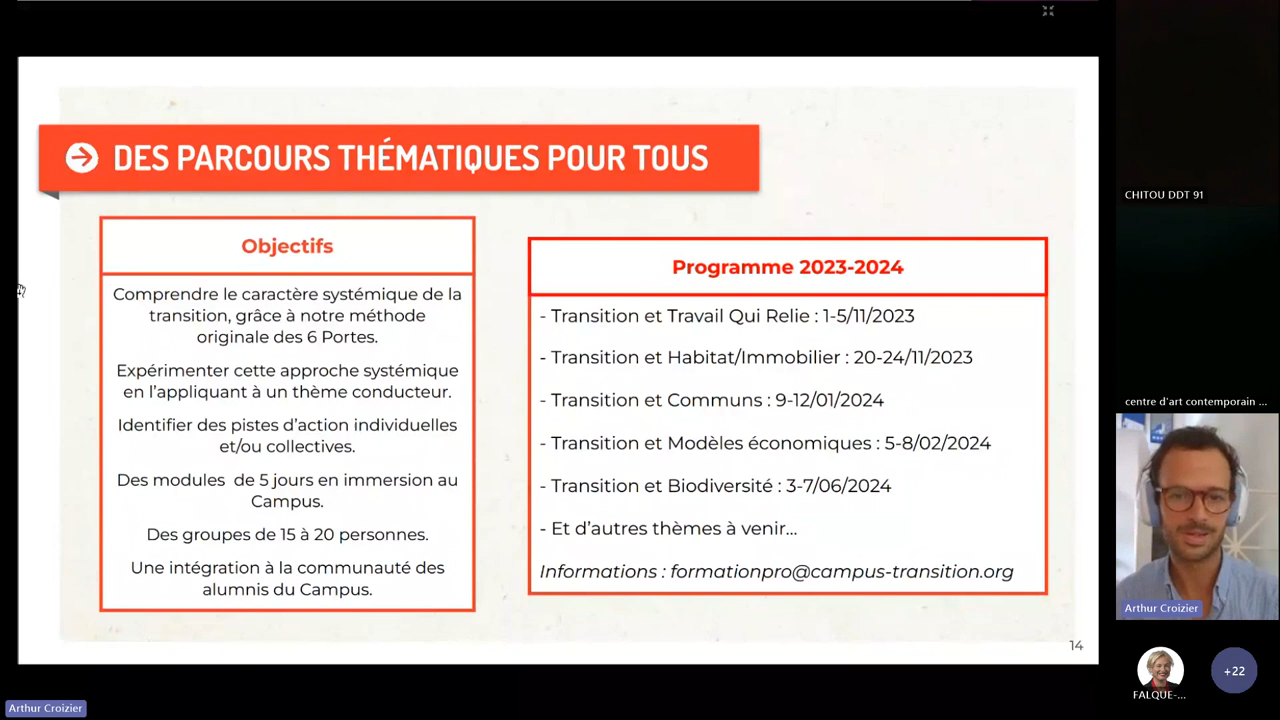 DES PARCOURS THÉMATIQUES POUR TOUS
Objectifs
Comprendre le caractère systémique de la
transition, grâce à notre méthode
originale des 6 Portes.
Expérimenter cette approche systémique
en l'appliquant à un thème conducteur.
Identifier des pistes d'action individuelles
et/ou collectives.
Des modules de 5 jours en immersion au
Campus.
Des groupes de 15 à 20 personnes.
Une intégration à la communauté des
alumnis du Campus.
Programme 2023-2024
- Transition et Travail Qui Relie : 1-5/11/2023
- Transition et Habitat/Immobilier : 20-24/11/2023
- Transition et Communs : 9-12/01/2024
- Transition et Modèles économiques : 5-8/02/2024
- Transition et Biodiversité : 3-7/06/2024
- Et d'autres thèmes à venir...
Informations : formationpro@campus-transition.org
14
CHITOU DDT 91
centre d'art contemporain ...
Arthur Croizier
FALQUE-...
+22
Arthur Croizier